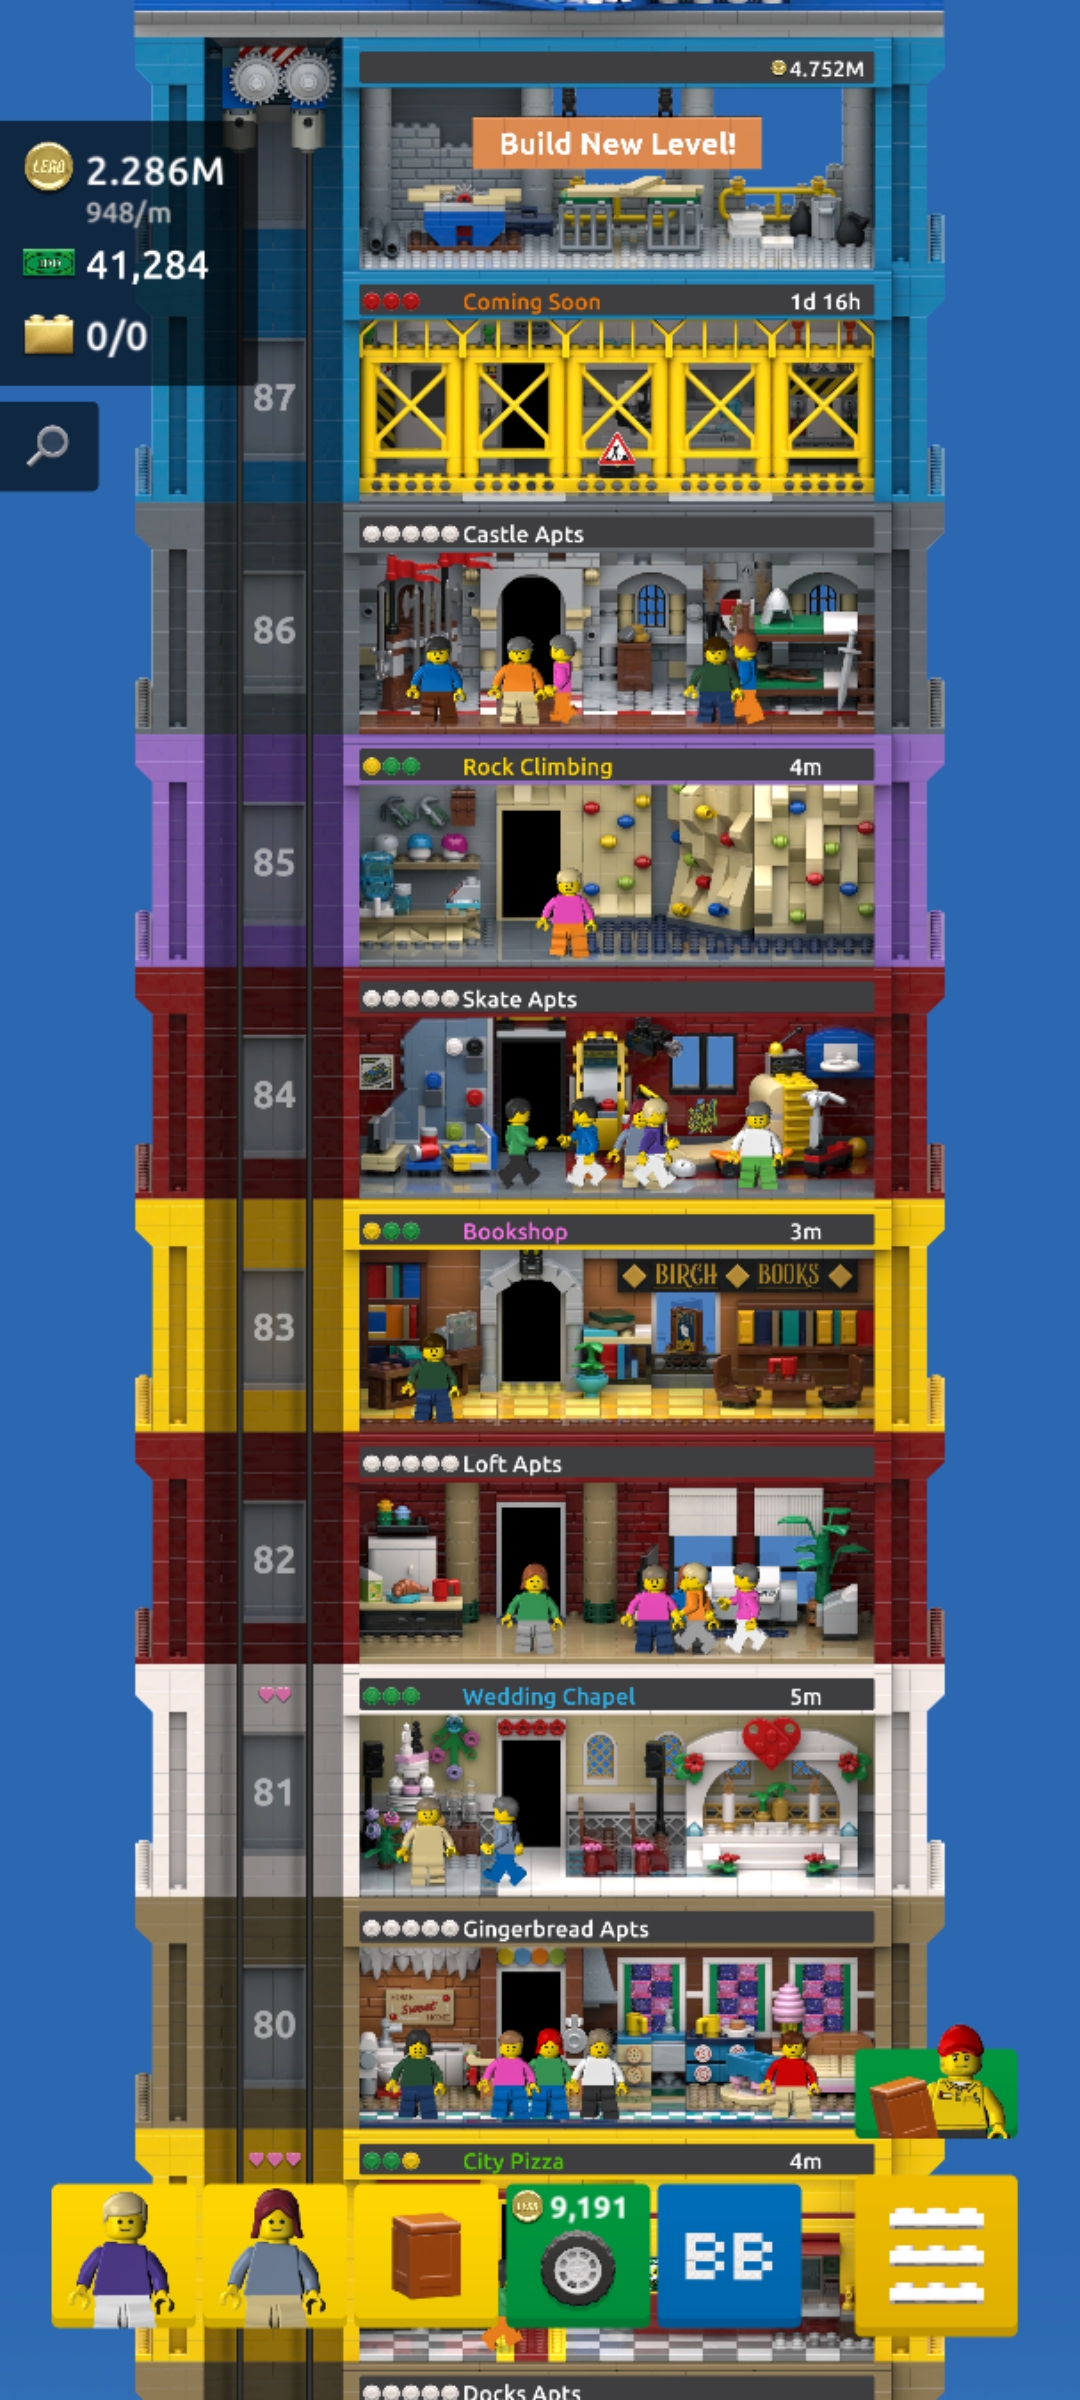 4.752M
Build New Level!
LEGO 2.286M
948/m
41,284
0/0
Coming Soon 1d 16h
87
Castle Apts
86
Rock Climbing 4m
85
Skate Apts
84
Bookshop 3m
BIRCH BOOKS
83
Loft Apts
82
Wedding Chapel 5m
81
Gingerbread Apts
Sweet
80
City Pizza 4m
9,191
BB
Docks Apts